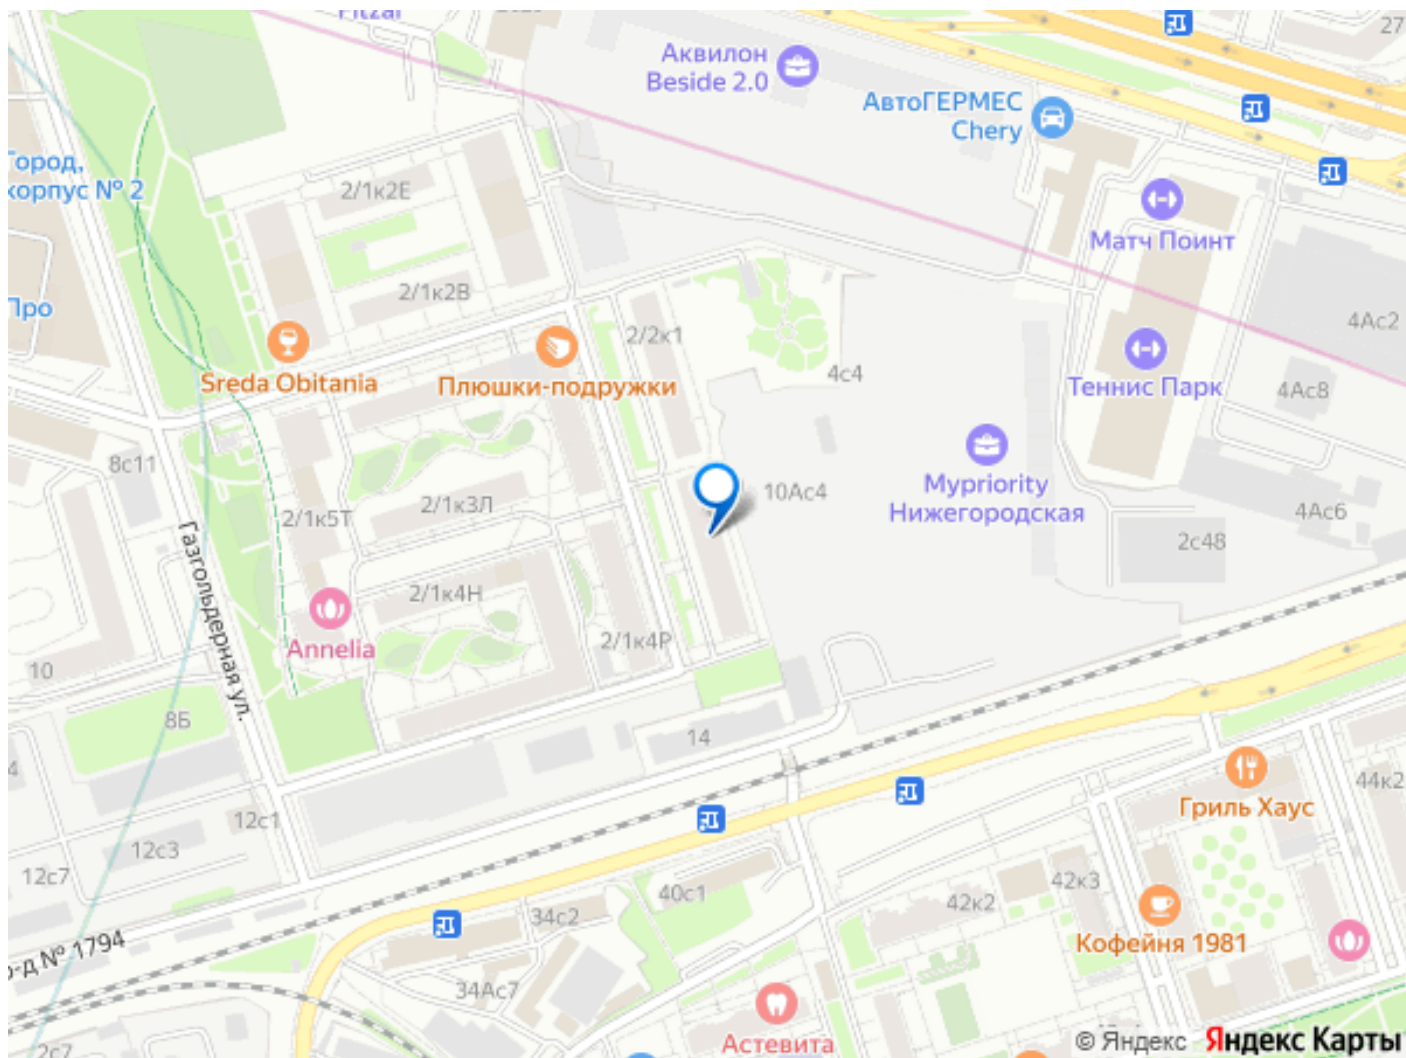 Fitzal
27
Аквилон
Beside 2.0
АвтоГЕРМЕС
Chery
Город,
корпус № 2
2/1к2Е
Матч Поинт
2/1к2В
Про
2/2к1
4Ас2
Sreda Obitania
Плюшки-подружки
4с4
Теннис Парк
4Ас8
8с11
10Ас4
Mypriority
Нижегородская
2/1к5Т
2/1к3Л
4Ас6
2с48
Газгольдерная ул.
2/1к4Н
Annelia
2/1к4Р
10
8Б
14
4
44к2
Гриль Хаус
12с1
12с3
12с7
40с1
42к3
42к2
34с2
Кофейня 1981
р-д № 1794
34Ас7
2с7
Астевита
© Яндекс Яндекс Карты